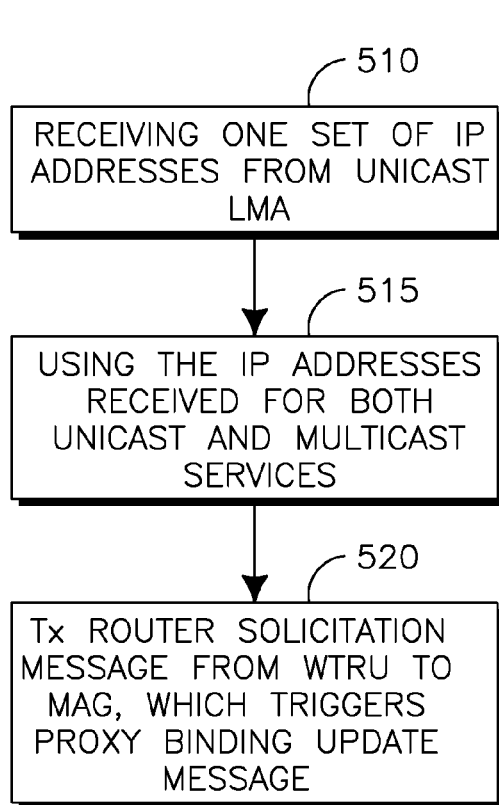 510
RECEIVING ONE SET OF IP
ADDRESSES FROM UNICAST
LMA
515
USING THE IP ADDRESSES
RECEIVED FOR BOTH
UNICAST AND MULTICAST
SERVICES
520
Tx ROUTER SOLICITATION
MESSAGE FROM WTRU TO
MAG, WHICH TRIGGERS
PROXY BINDING UPDATE
MESSAGE